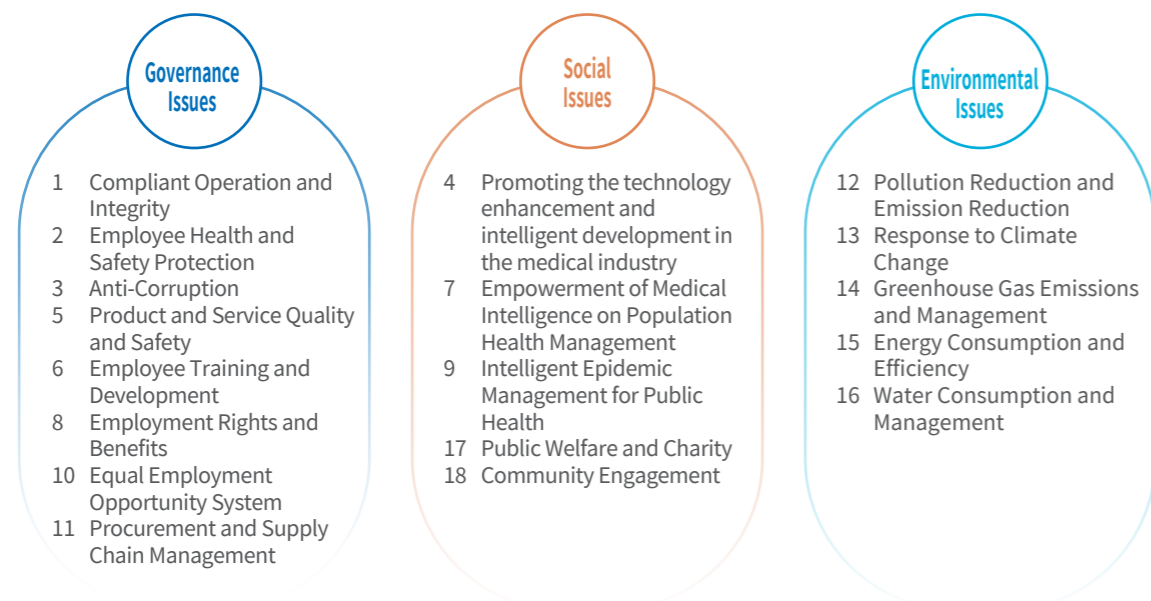 Governance
Issues
1 Compliant Operation and
Integrity
2 Employee Health and
Safety Protection
3 Anti-Corruption
5 Product and Service Quality
and Safety
6 Employee Training and
Development
8 Employment Rights and
Benefits
10 Equal Employment
Opportunity System
11 Procurement and Supply
Chain Management
Social
Issues
4 Promoting the technology
enhancement and
intelligent development in
the medical industry
7 Empowerment of Medical
Intelligence on Population
Health Management
9 Intelligent Epidemic
Management for Public
Health
17 Public Welfare and Charity
18 Community Engagement
Environmental
Issues
12 Pollution Reduction and
Emission Reduction
13 Response to Climate
Change
14 Greenhouse Gas Emissions
and Management
15 Energy Consumption and
Efficiency
16 Water Consumption and
Management